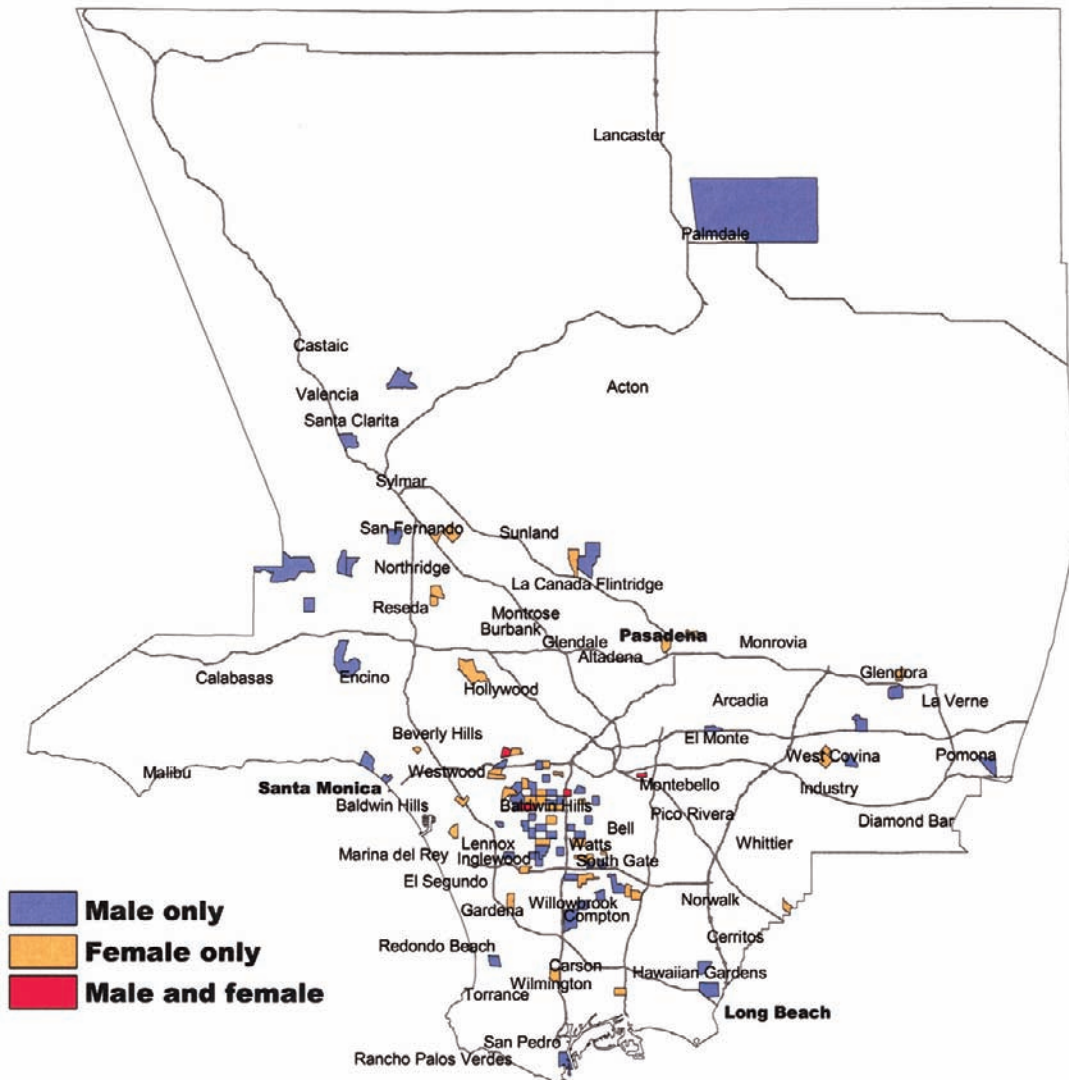 Lancaster
Palmdale
Castaic
Acton
Valencia
Santa Clarita
Sylmar
San Fernando
Sunland
Northridge
La Canada Flintridge
Reseda
Montrose
Burbank
Glendale
Pasadena
Monrovia
Altadena
Calabasas
Encino
Hollywood
Glendora
Arcadia
La Verne
Beverly Hills
El Monte
West Covina
Pomona
Malibu
Westwood
Santa Monica
Montebello
Industry
Baldwin Hills
Baldwin Hills
Pico Rivera
Diamond Bar
Bell
Whittier
Lennox
Watts
Marina del Rey
Inglewood
South Gate
El Segundo
Willowbrook
Norwalk
Gardena
Compton
Redondo Beach
Cerritos
Carson
Hawaiian Gardens
Wilmington
Torrance
Long Beach
San Pedro
Rancho Palos Verdes
Male only
Female only
Male and female